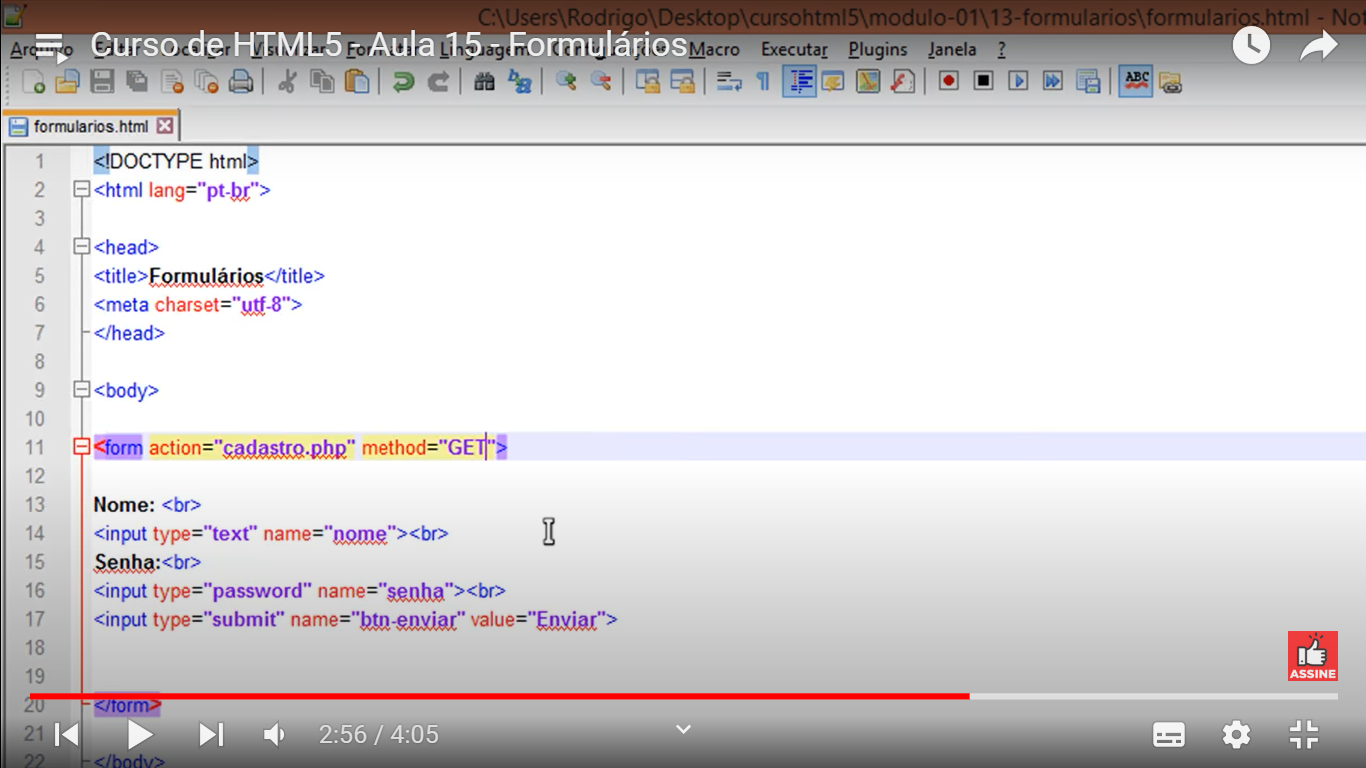 C:\Users\Rodrigo\Desktop\cursohtml5\modulo-01\13-formularios\formularios.html - Not
Curso de HTML5 - Aula 15 - Formulários
Macro Executar Plugins Janela ?
ABC
formularios.html
1 <!DOCTYPE html>
2 <html lang="pt-br">
3
4 <head>
5 <title>Formulários</title>
6 <meta charset="utf-8">
7 </head>
8
9 <body>
10
11 <form action="cadastro.php" method="GET">
12
13 Nome: <br>
14 <input type="text" name="nome"><br>
15 Senha:<br>
16 <input type="password" name="senha"><br>
17 <input type="submit" name="btn-enviar" value="Enviar">
18
19
ASSINE
20 </form>
21
2:56 / 4:05
22 </body>